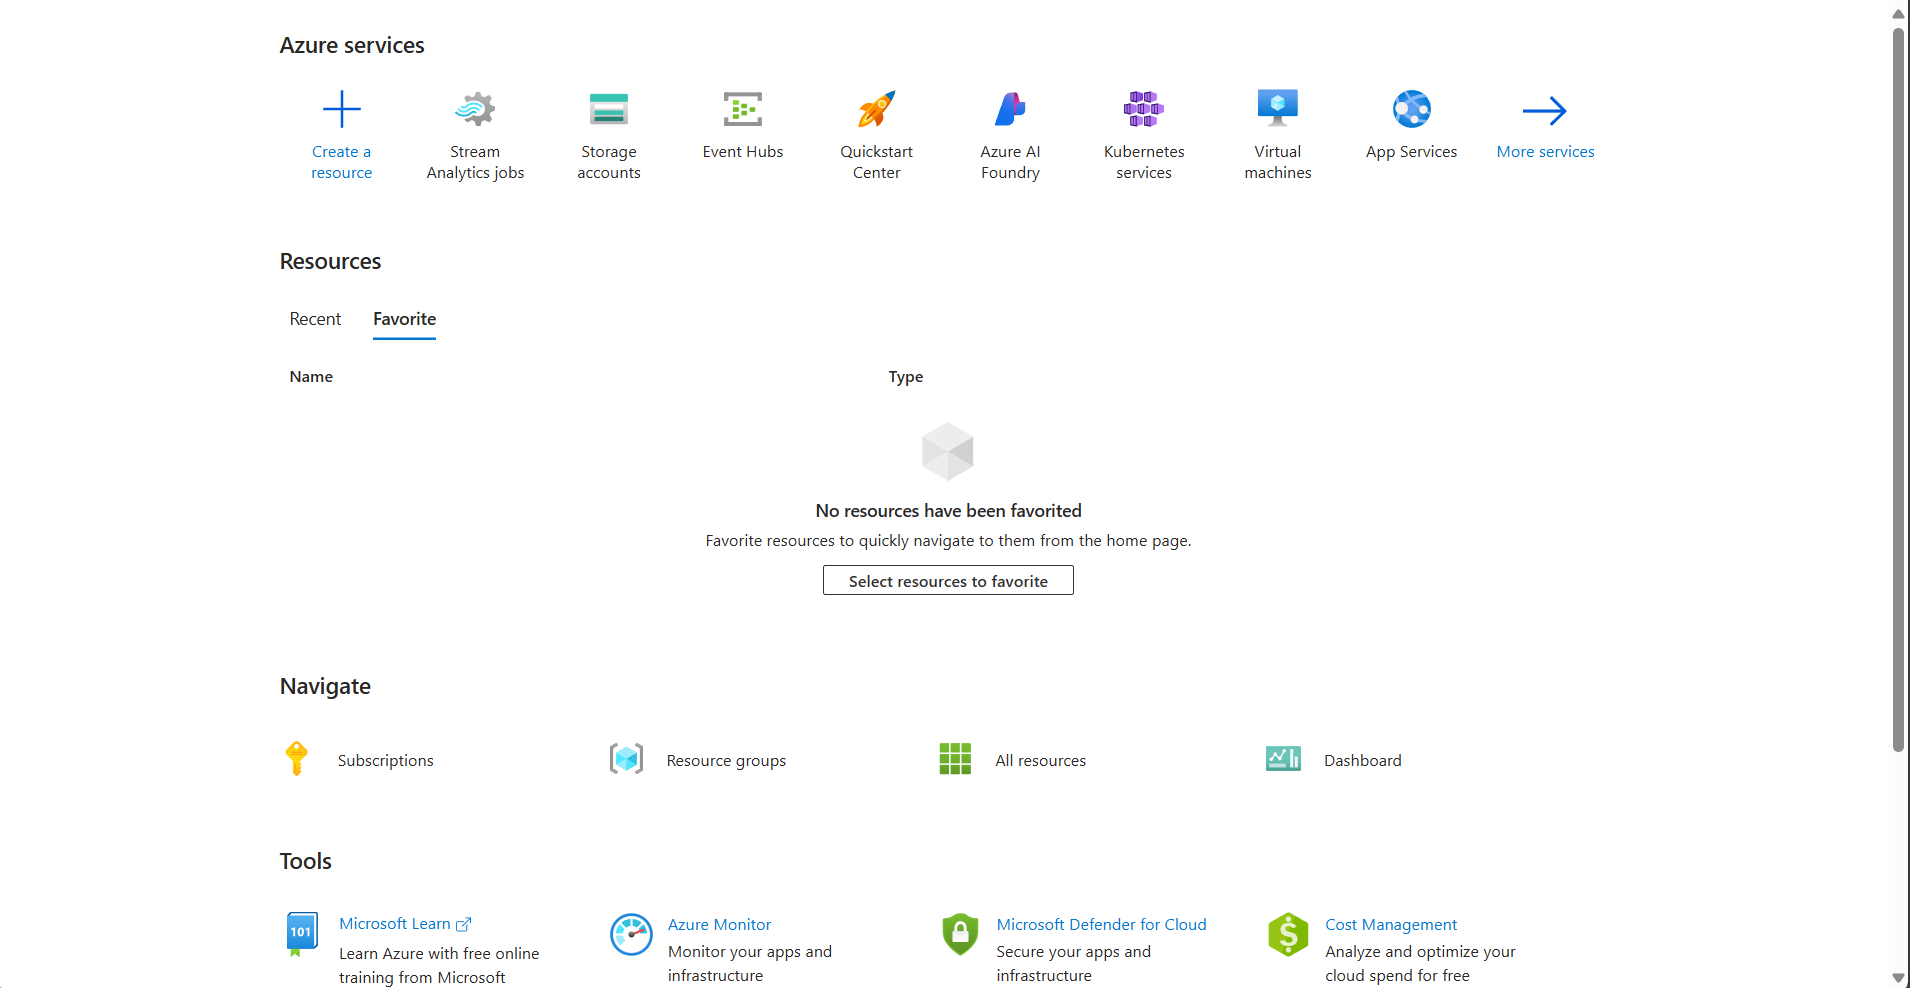 Azure services
Create a
resource
Stream
Analytics jobs
Storage
accounts
Event Hubs
Quickstart
Center
Azure AI
Foundry
Kubernetes
services
Virtual
machines
App Services
More services
Resources
Recent
Favorite
Name
Type
No resources have been favorited
Favorite resources to quickly navigate to them from the home page.
Select resources to favorite
Navigate
Subscriptions
Resource groups
All resources
Dashboard
Tools
101
Microsoft Learn
Learn Azure with free online
training from Microsoft
Azure Monitor
Monitor your apps and
infrastructure
Microsoft Defender for Cloud
Secure your apps and
infrastructure
$
Cost Management
Analyze and optimize your
cloud spend for free